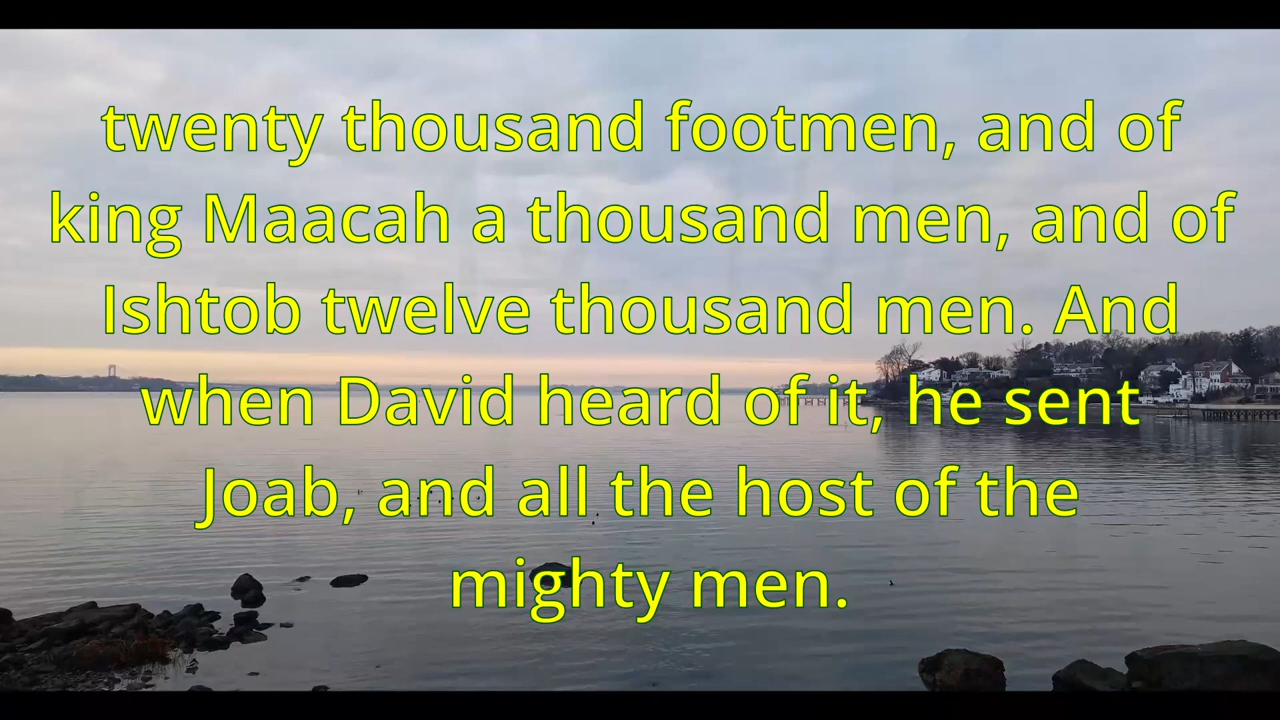 twenty thousand footmen, and of
king Maacah a thousand men, and of
Ishtob twelve thousand men. And
when David heard of it, he sent
Joab, and all the host of the
mighty men.